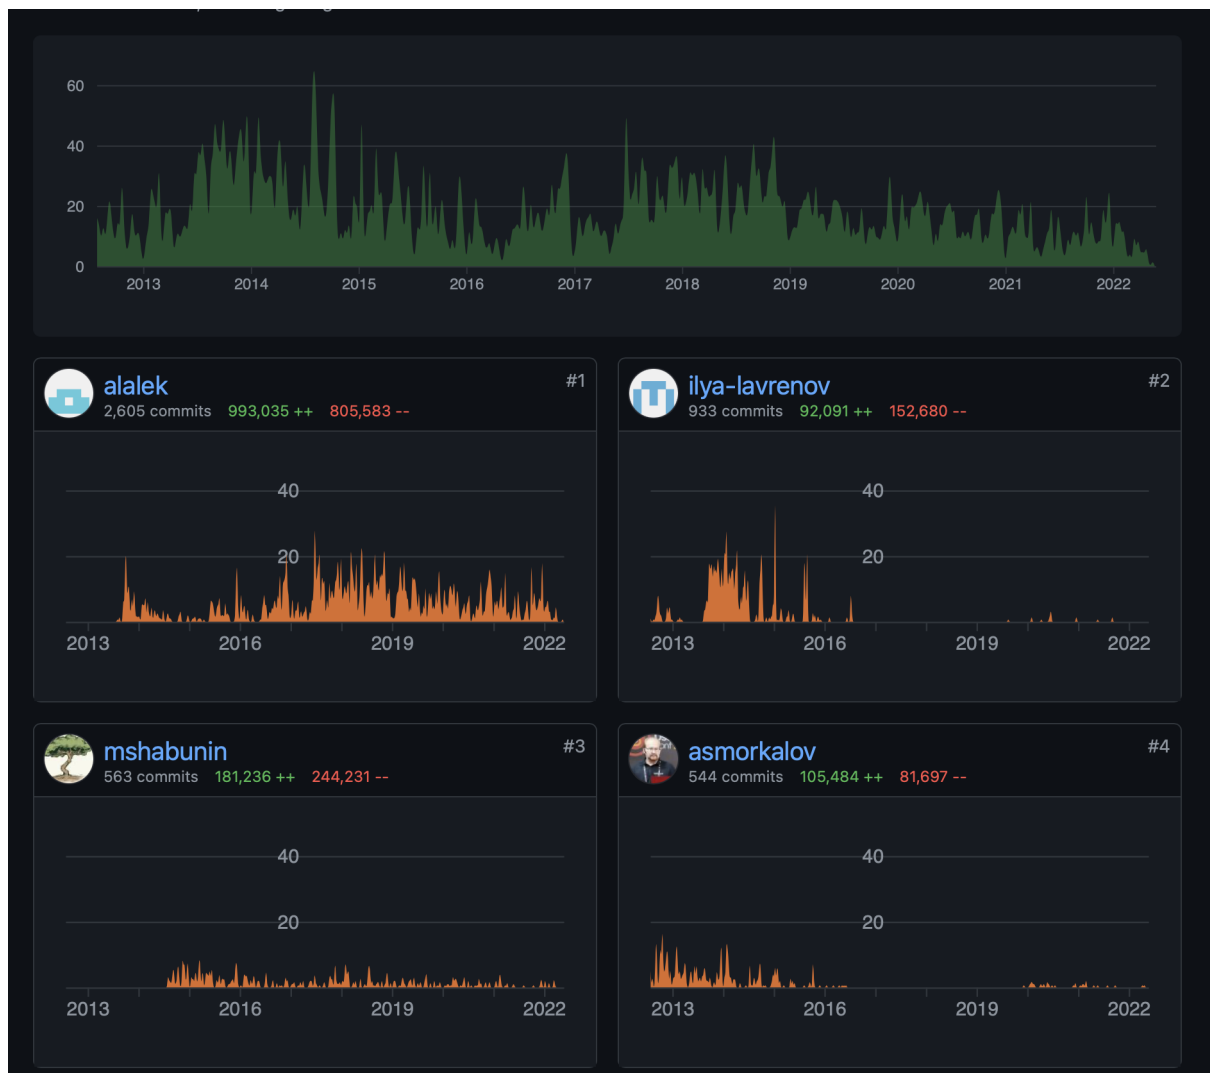 60
40
20
0
2013 2014 2015 2016 2017 2018 2019 2020 2021 2022
alalek #1
2,605 commits 993,035 ++ 805,583 --
40
20
2013 2016 2019 2022
ilya-lavrenov #2
933 commits 92,091 ++ 152,680 --
40
20
2013 2016 2019 2022
mshabunin #3
563 commits 181,236 ++ 244,231 --
40
20
2013 2016 2019 2022
asmorkalov #4
544 commits 105,484 ++ 81,697 --
40
20
2013 2016 2019 2022